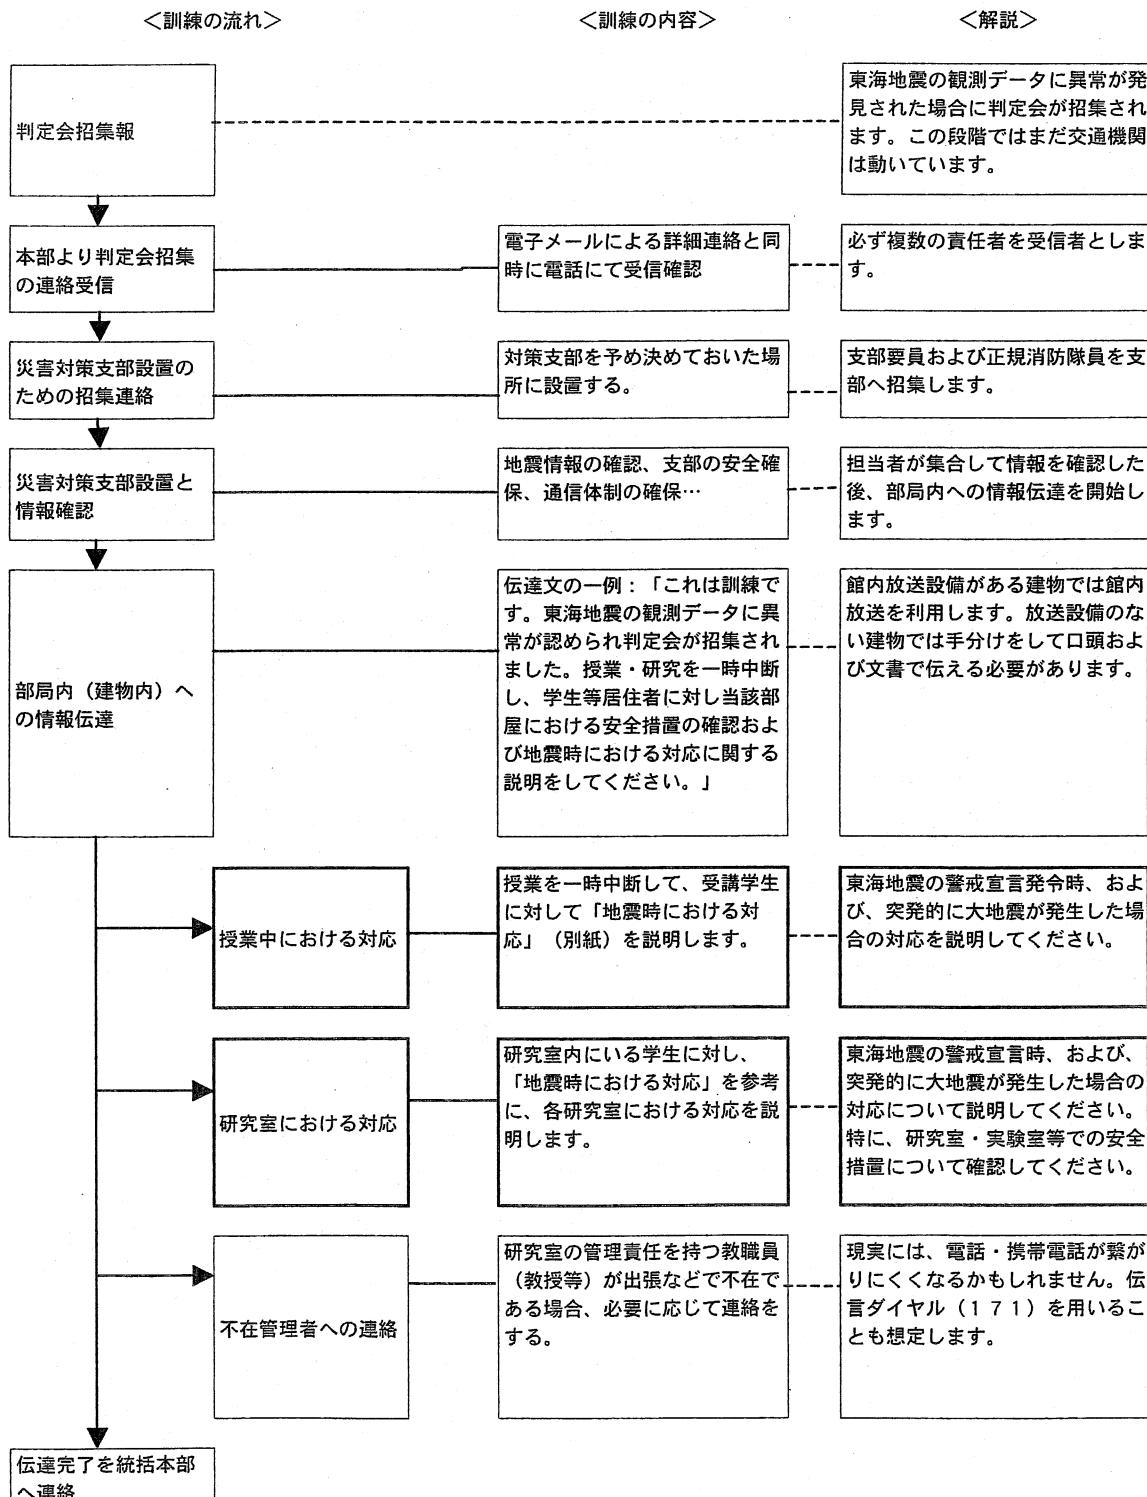 ＜訓練の流れ＞
＜訓練の内容＞
＜解説＞
判定会招集報
東海地震の観測データに異常が発
見された場合に判定会が招集され
ます。この段階ではまだ交通機関
は動いています。
本部より判定会招集
の連絡受信
電子メールによる詳細連絡と同
時に電話にて受信確認
必ず複数の責任者を受信者としま
す。
災害対策支部設置の
ための招集連絡
対策支部を予め決めておいた場
所に設置する。
支部要員および正規消防隊員を支
部へ招集します。
災害対策支部設置と
情報確認
地震情報の確認、支部の安全確
保、通信体制の確保…
担当者が集合して情報を確認した
後、部局内への情報伝達を開始し
ます。
部局内（建物内）へ
の情報伝達
伝達文の一例：「これは訓練で
す。東海地震の観測データに異
常が認められ判定会が招集され
ました。授業・研究を一時中断
し、学生等居住者に対し当該部
屋における安全措置の確認およ
び地震時における対応に関する
説明をしてください。」
館内放送設備がある建物では館内
放送を利用します。放送設備のな
い建物では手分けをして口頭およ
び文書で伝える必要があります。
授業中における対応
授業を一時中断して、受講学生
に対して「地震時における対
応」（別紙）を説明します。
東海地震の警戒宣言発令時、およ
び、突発的に大地震が発生した場
合の対応を説明してください。
研究室における対応
研究室内にいる学生に対し、
「地震時における対応」を参考
に、各研究室における対応を説
明します。
東海地震の警戒宣言時、および、
突発的に大地震が発生した場合の
対応について説明してください。
特に、研究室・実験室等での安全
措置について確認してください。
不在管理者への連絡
研究室の管理責任を持つ教職員
（教授等）が出張などで不在で
ある場合、必要に応じて連絡を
する。
現実には、電話・携帯電話が繋が
りにくくなるかもしれません。伝
言ダイヤル（１７１）を用いるこ
とも想定します。
伝達完了を統括本部
へ連絡